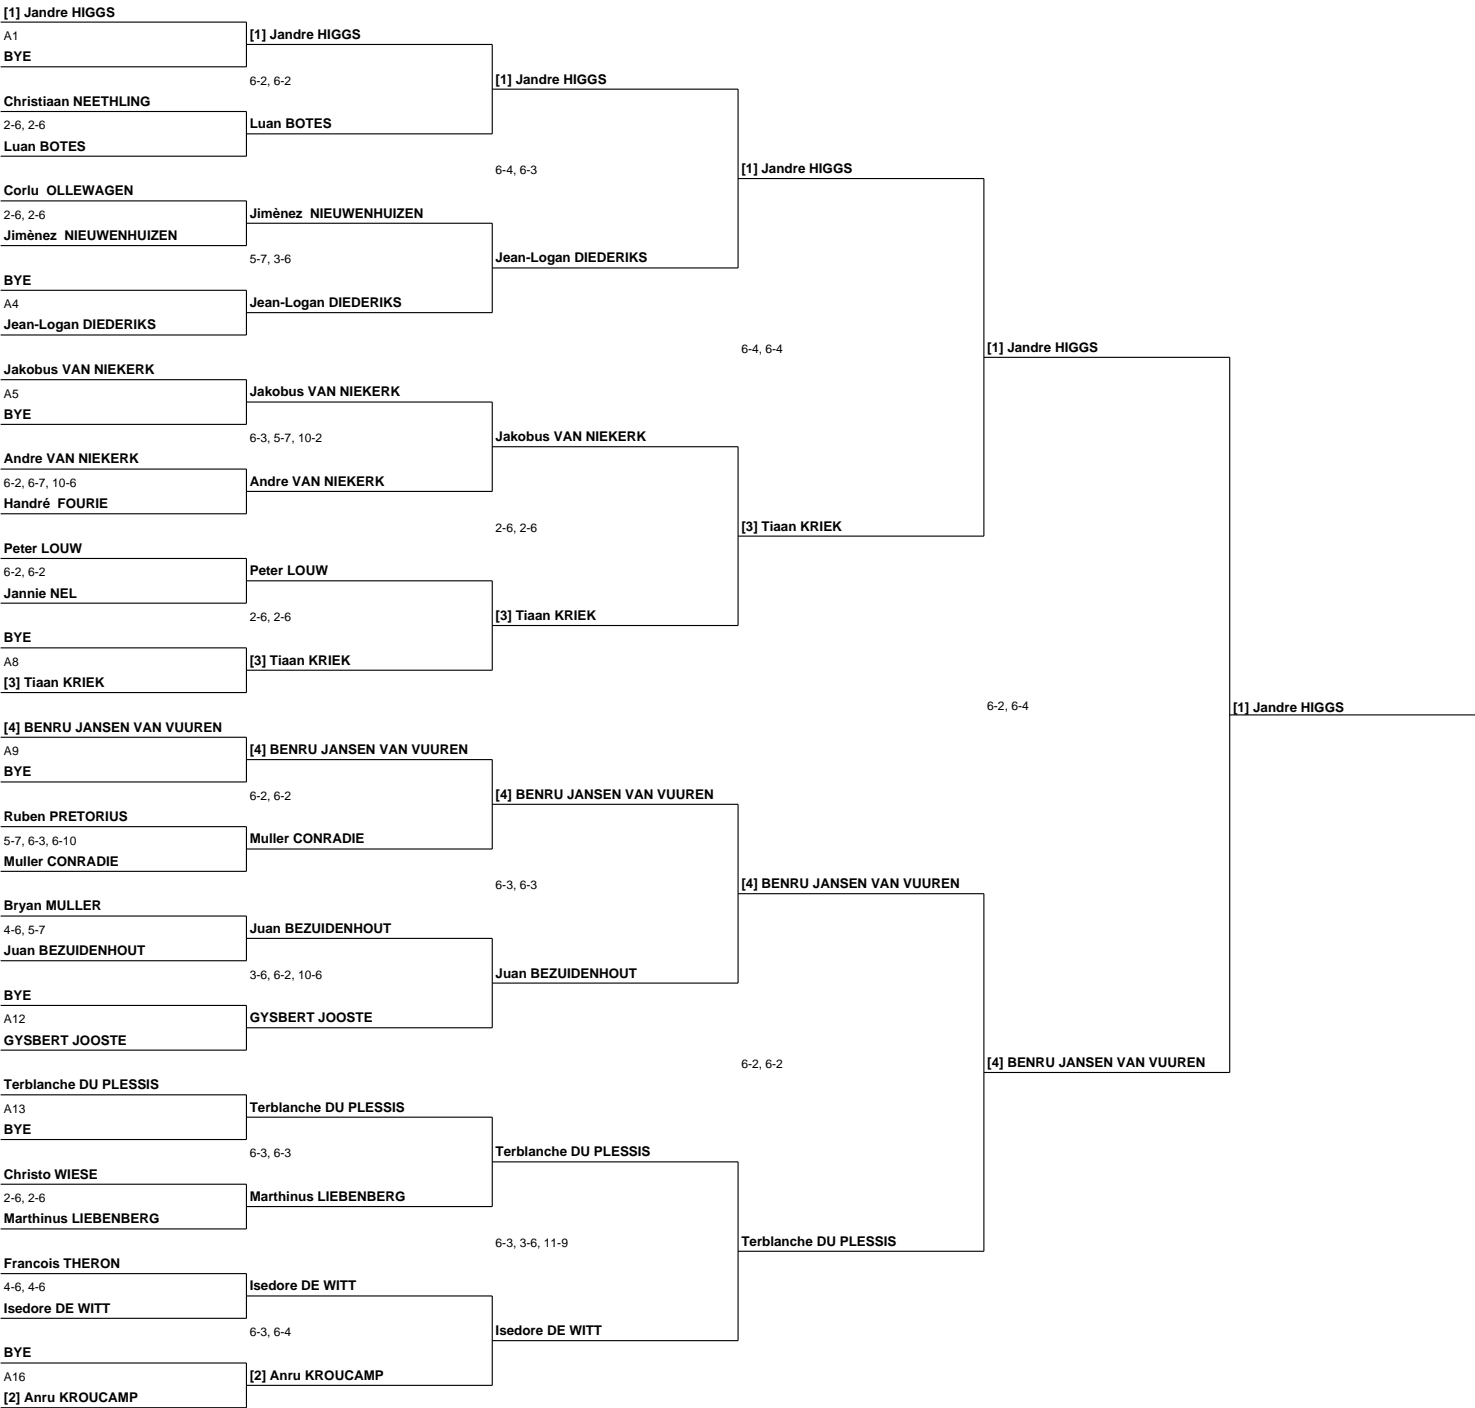 [1] Jandre HIGGS
A1
BYE
Christiaan NEETHLING
2-6, 2-6
Luan BOTES
Corlu  OLLEWAGEN
2-6, 2-6
Jimènez  NIEUWENHUIZEN
BYE
A4
Jean-Logan DIEDERIKS
Jakobus VAN NIEKERK
A5
BYE
Andre VAN NIEKERK
6-2, 6-7, 10-6
Handré  FOURIE
Peter LOUW
6-2, 6-2
Jannie NEL
BYE
A8
[3] Tiaan KRIEK
[4] BENRU JANSEN VAN VUUREN
A9
BYE
Ruben PRETORIUS
5-7, 6-3, 6-10
Muller CONRADIE
Bryan MULLER
4-6, 5-7
Juan BEZUIDENHOUT
BYE
A12
GYSBERT JOOSTE
Terblanche DU PLESSIS
A13
BYE
Christo WIESE
2-6, 2-6
Marthinus LIEBENBERG
Francois THERON
4-6, 4-6
Isedore DE WITT
BYE
A16
[2] Anru KROUCAMP
[1] Jandre HIGGS
6-2, 6-2
Luan BOTES
Jimènez  NIEUWENHUIZEN
5-7, 3-6
Jean-Logan DIEDERIKS
Jakobus VAN NIEKERK
6-3, 5-7, 10-2
Andre VAN NIEKERK
Peter LOUW
2-6, 2-6
[3] Tiaan KRIEK
[4] BENRU JANSEN VAN VUUREN
6-2, 6-2
Muller CONRADIE
Juan BEZUIDENHOUT
3-6, 6-2, 10-6
GYSBERT JOOSTE
Terblanche DU PLESSIS
6-3, 6-3
Marthinus LIEBENBERG
Isedore DE WITT
6-3, 6-4
[2] Anru KROUCAMP
[1] Jandre HIGGS
6-4, 6-3
Jean-Logan DIEDERIKS
Jakobus VAN NIEKERK
2-6, 2-6
[3] Tiaan KRIEK
[4] BENRU JANSEN VAN VUUREN
6-3, 6-3
Juan BEZUIDENHOUT
Terblanche DU PLESSIS
6-3, 3-6, 11-9
Isedore DE WITT
[1] Jandre HIGGS
6-4, 6-4
[3] Tiaan KRIEK
[4] BENRU JANSEN VAN VUUREN
6-2, 6-2
Terblanche DU PLESSIS
[1] Jandre HIGGS
6-2, 6-4
[4] BENRU JANSEN VAN VUUREN
[1] Jandre HIGGS